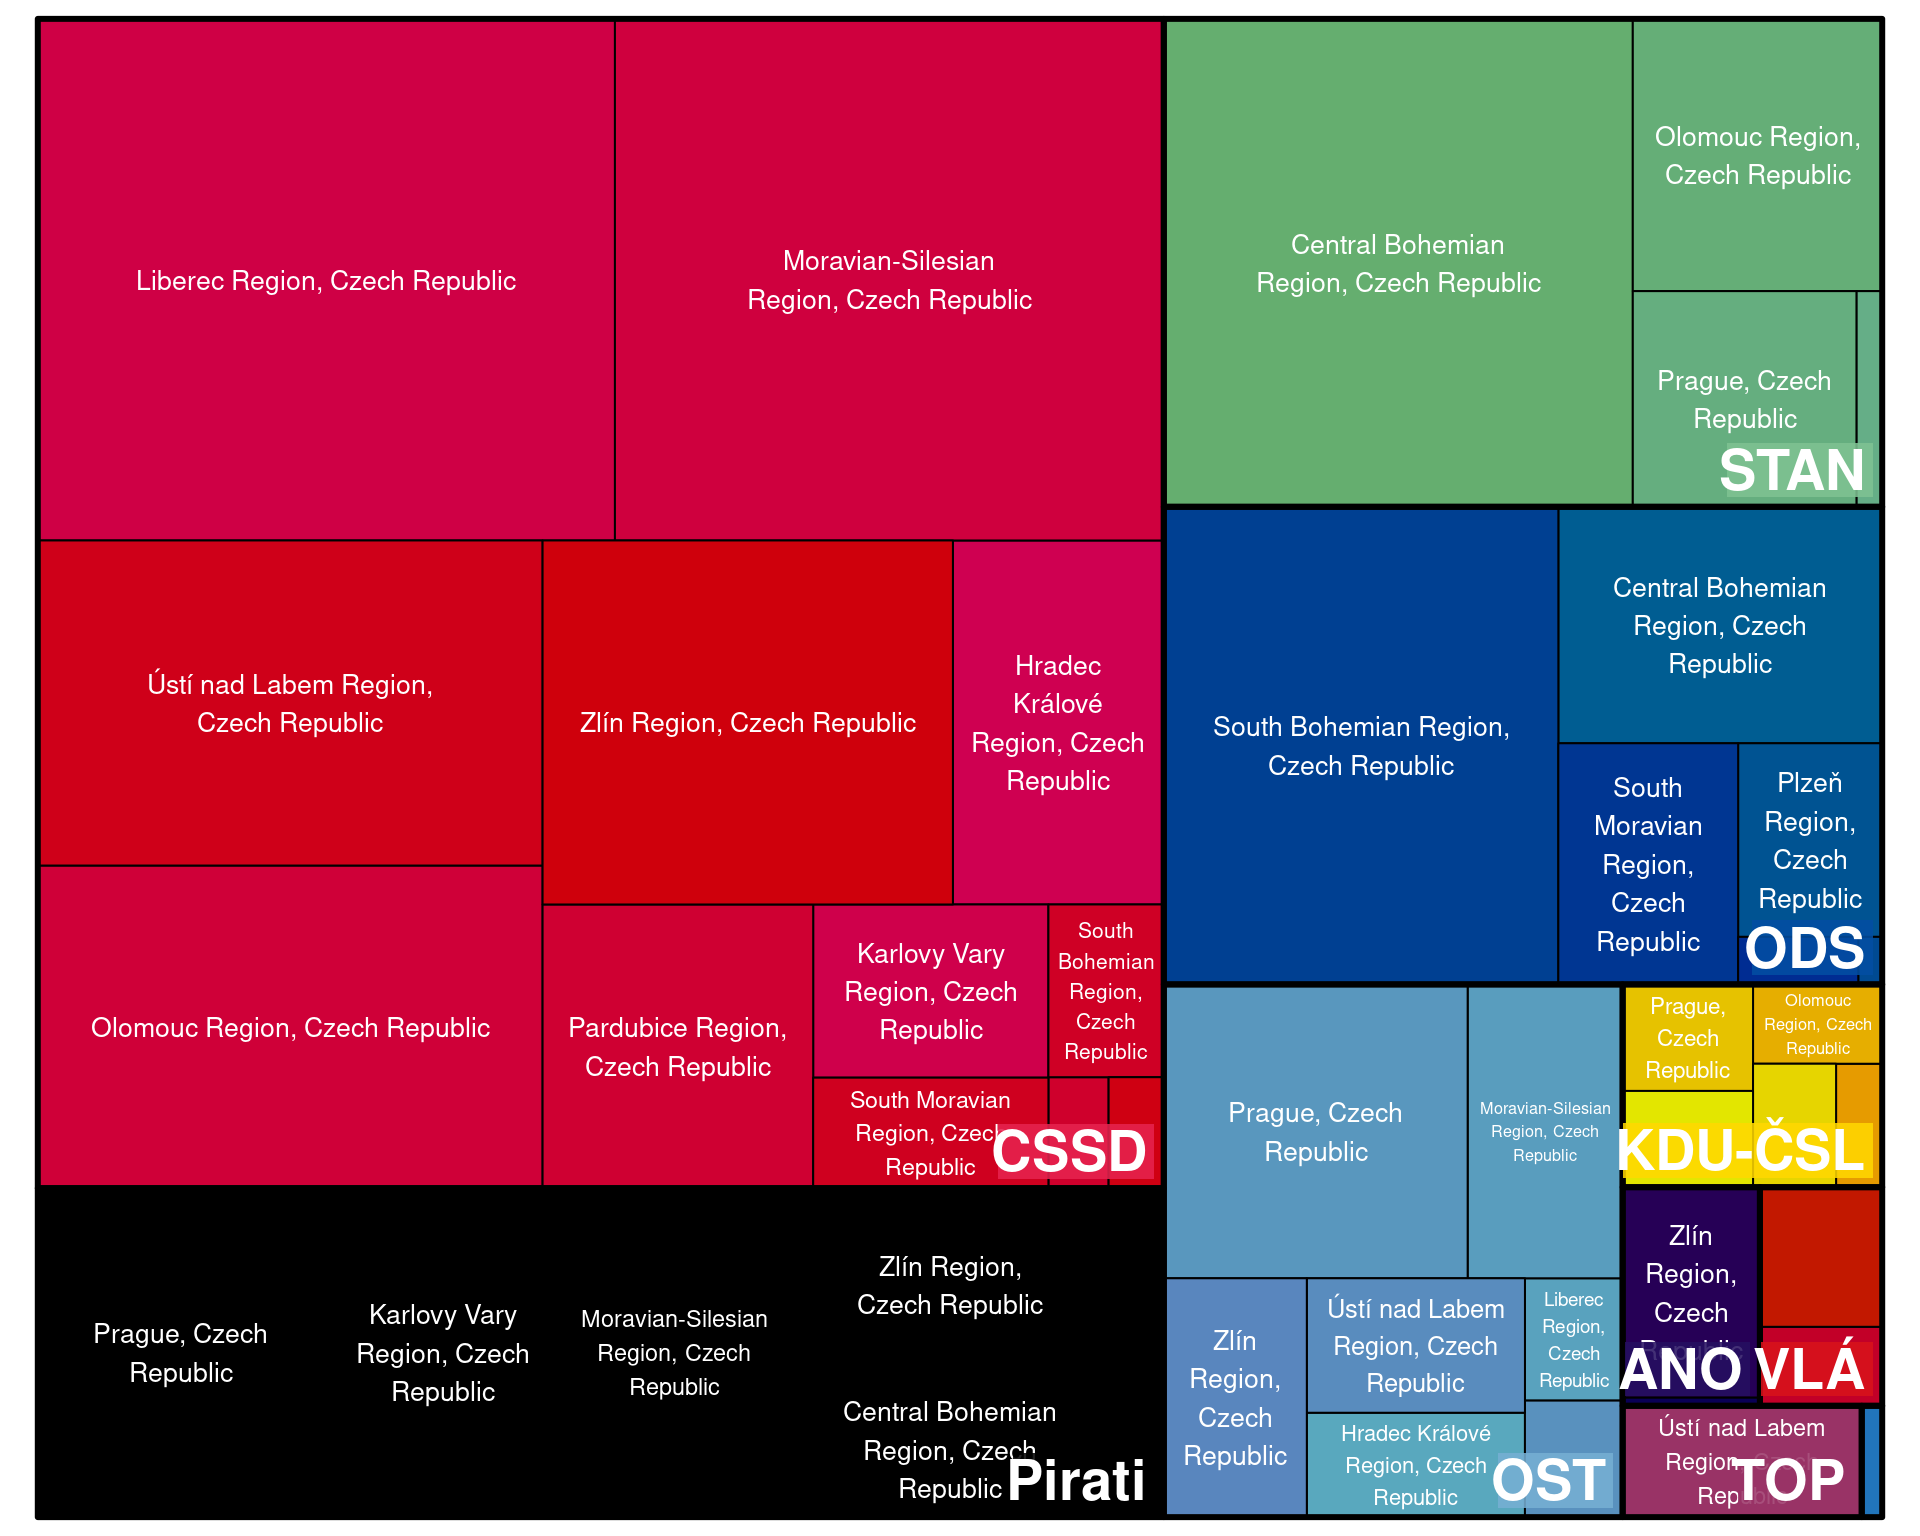 Liberec Region, Czech Republic
Moravian-Silesian
Region, Czech Republic
Ústí nad Labem Region,
Czech Republic
Zlín Region, Czech Republic
Hradec
Králové
Region, Czech
Republic
Olomouc Region, Czech Republic
Pardubice Region,
Czech Republic
Karlovy Vary
Region, Czech
Republic
South
Bohemian
Region,
Czech
Republic
South Moravian
Region, Czech
Republic
CSSD
Prague, Czech
Republic
Karlovy Vary
Region, Czech
Republic
Moravian-Silesian
Region, Czech
Republic
Zlín Region,
Czech Republic
Central Bohemian
Region, Czech
Republic
Pirati
Central Bohemian
Region, Czech Republic
Olomouc Region,
Czech Republic
Prague, Czech
Republic
STAN
South Bohemian Region,
Czech Republic
Central Bohemian
Region, Czech
Republic
South
Moravian
Region,
Czech
Republic
Plzeň
Region,
Czech
Republic
ODS
Prague, Czech
Republic
Moravian-Silesian
Region, Czech
Republic
Zlín
Region,
Czech
Republic
Ústí nad Labem
Region, Czech
Republic
Liberec
Region,
Czech
Republic
Hradec Králové
Region, Czech
Republic
OST
Prague,
Czech
Republic
Olomouc
Region, Czech
Republic
KDU-ČSL
Zlín
Region,
Czech
Republic
ANO
VLÁ
Ústí nad Labem
Region, Czech
Republic
TOP